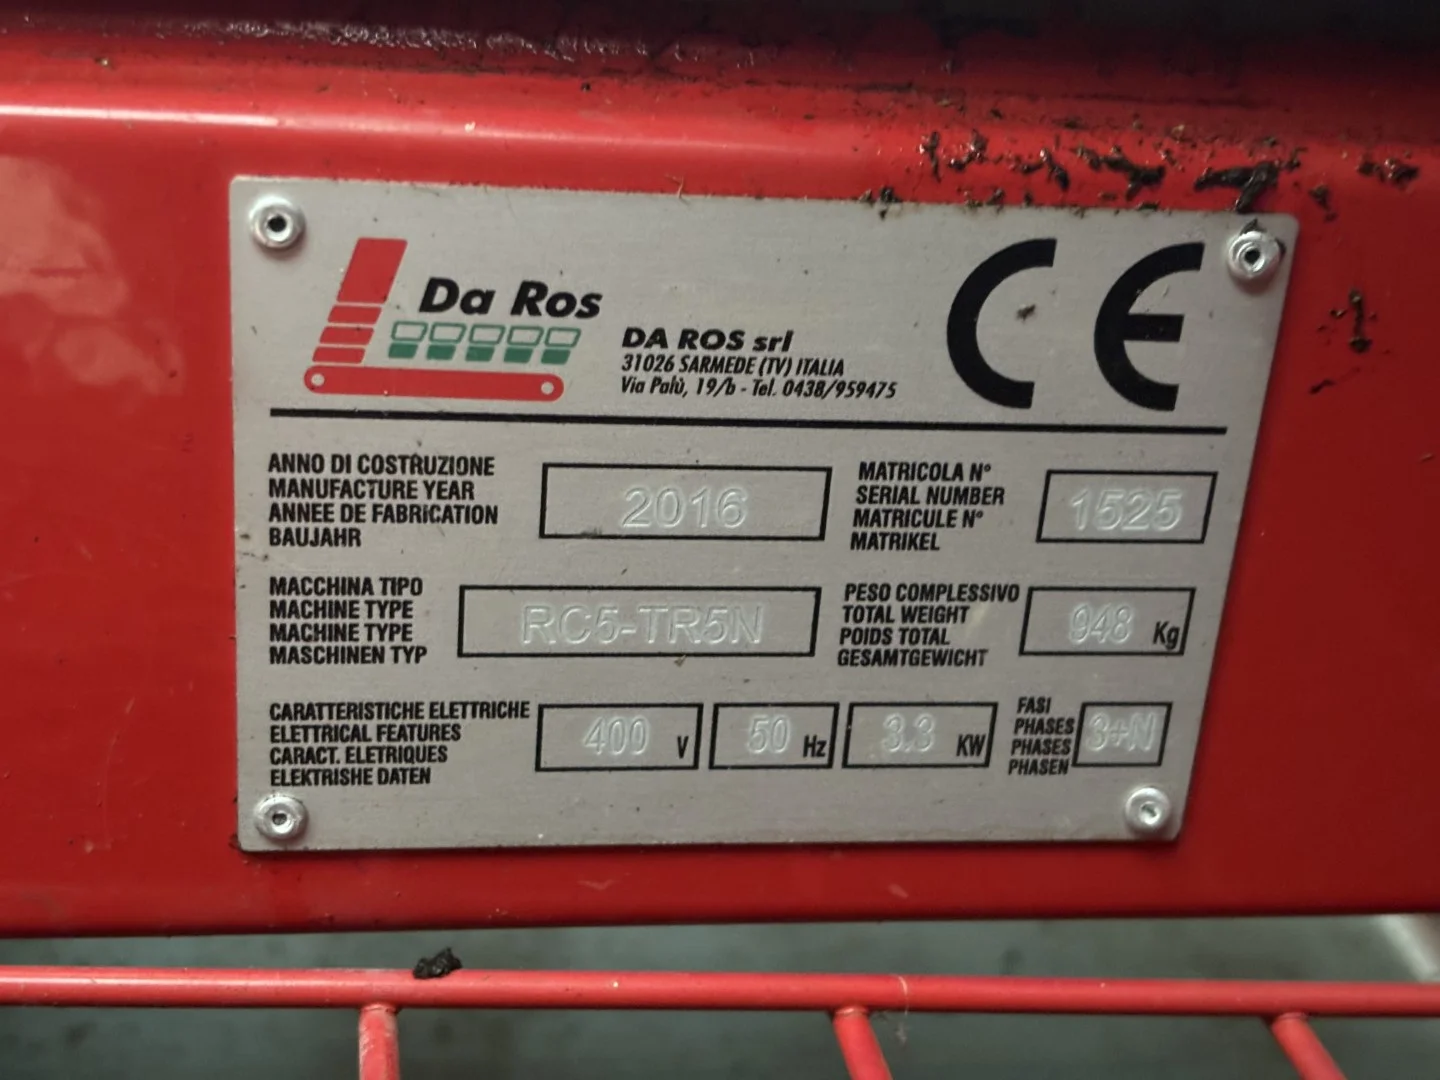 Da Ros
DA ROS srl
31026 SARMEDE (TV) ITALIA
Via Palù, 19/b - Tel. 0438/959475
CE
ANNO DI COSTRUZIONE
MANUFACTURE YEAR
ANNEE DE FABRICATION
BAUJAHR
2016
MATRICOLA N°
SERIAL NUMBER
MATRICULE N°
MATRIKEL
1525
MACCHINA TIPO
MACHINE TYPE
MACHINE TYPE
MASCHINEN TYP
RC5-TR5N
PESO COMPLESSIVO
TOTAL WEIGHT
POIDS TOTAL
GESAMTGEWICHT
948 Kg
CARATTERISTICHE ELETTRICHE
ELETTRICAL FEATURES
CARACT. ELETRIQUES
ELEKTRISHE DATEN
400 V
50 Hz
3.3 KW
FASI
PHASES
PHASES
PHASEN
3+N